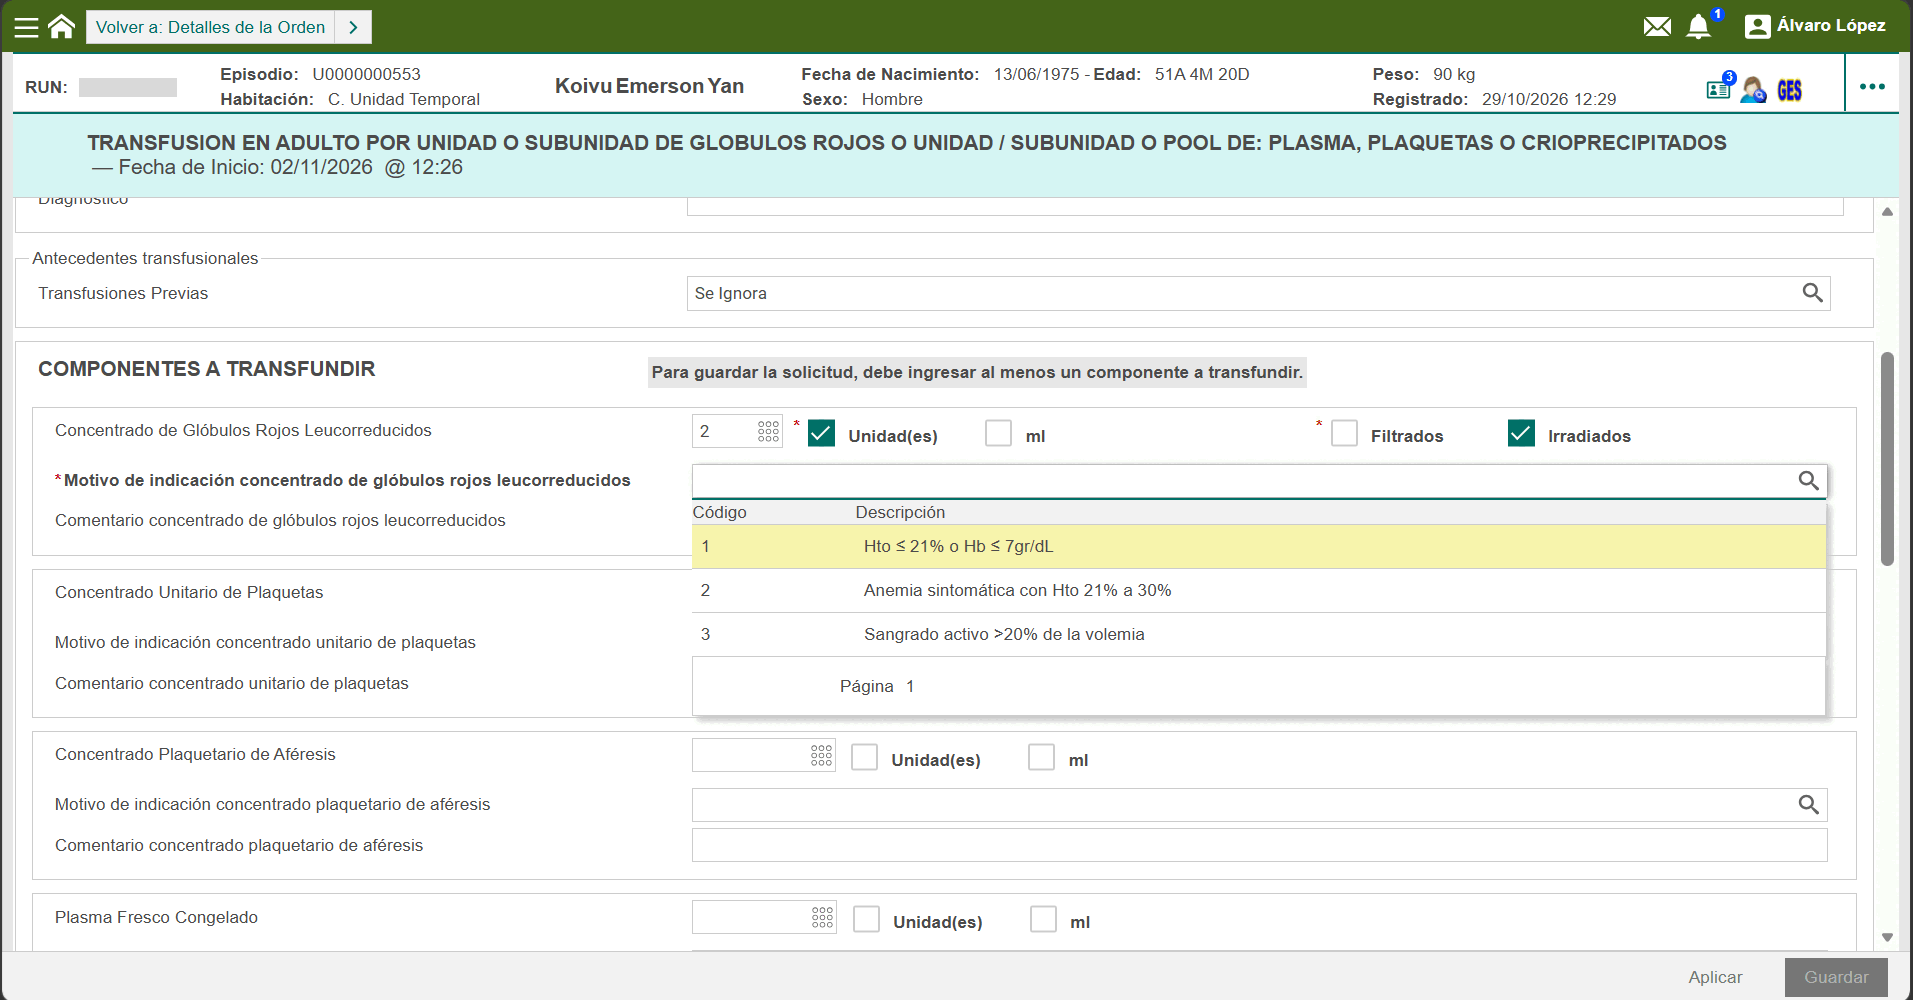 Volver a: Detalles de la Orden
1
Álvaro López
RUN:
Episodio: U0000000553
Habitación: C. Unidad Temporal
Koivu Emerson Yan
Fecha de Nacimiento: 13/06/1975 - Edad: 51A 4M 20D
Sexo: Hombre
Peso: 90 kg
Registrado: 29/10/2026 12:29
3
GES
TRANSFUSION EN ADULTO POR UNIDAD O SUBUNIDAD DE GLOBULOS ROJOS O UNIDAD / SUBUNIDAD O POOL DE: PLASMA, PLAQUETAS O CRIOPRECIPITADOS
— Fecha de Inicio: 02/11/2026 @ 12:26
Diagnóstico
Antecedentes transfusionales
Transfusiones Previas Se Ignora
COMPONENTES A TRANSFUNDIR Para guardar la solicitud, debe ingresar al menos un componente a transfundir.
Concentrado de Glóbulos Rojos Leucorreducidos 2 * Unidad(es) ml * Filtrados Irradiados
*Motivo de indicación concentrado de glóbulos rojos leucorreducidos
Código Descripción
Comentario concentrado de glóbulos rojos leucorreducidos
1 Hto ≤ 21% o Hb ≤ 7gr/dL
2 Anemia sintomática con Hto 21% a 30%
Concentrado Unitario de Plaquetas
3 Sangrado activo >20% de la volemia
Motivo de indicación concentrado unitario de plaquetas
Comentario concentrado unitario de plaquetas
Página 1
Concentrado Plaquetario de Aféresis Unidad(es) ml
Motivo de indicación concentrado plaquetario de aféresis
Comentario concentrado plaquetario de aféresis
Plasma Fresco Congelado Unidad(es) ml
Aplicar Guardar